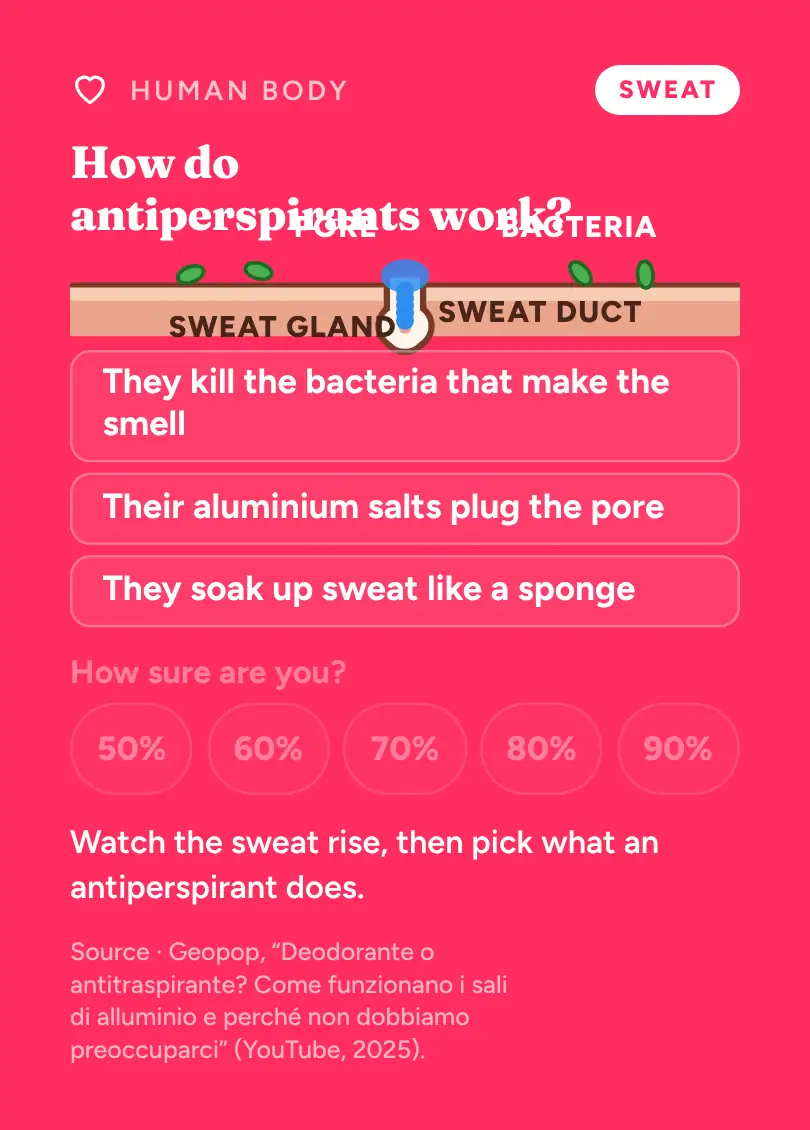 HUMAN BODY
SWEAT
How do
antiperspirants work?
PORE
BACTERIA
SWEAT GLAND
SWEAT DUCT
They kill the bacteria that make the
smell
Their aluminium salts plug the pore
They soak up sweat like a sponge
How sure are you?
50% 60% 70% 80% 90%
Watch the sweat rise, then pick what an
antiperspirant does.
Source · Geopop, “Deodorante o
antitraspirante? Come funzionano i sali
di alluminio e perché non dobbiamo
preoccuparci” (YouTube, 2025).